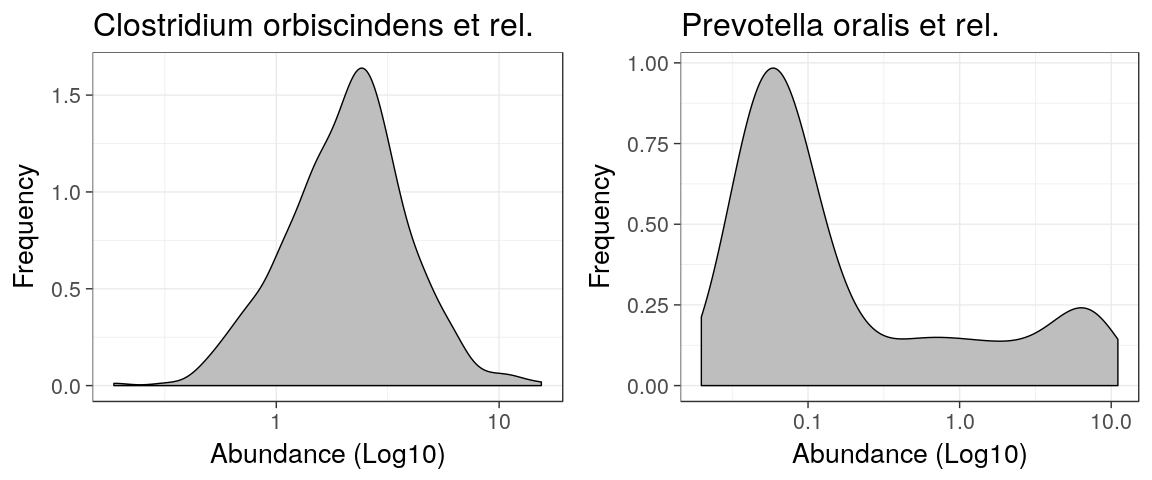 Clostridium orbiscindens et rel.
Frequency
1.5
1.0
0.5
0.0
1
10
Abundance (Log10)
Prevotella oralis et rel.
Frequency
1.00
0.75
0.50
0.25
0.00
0.1
1.0
10.0
Abundance (Log10)